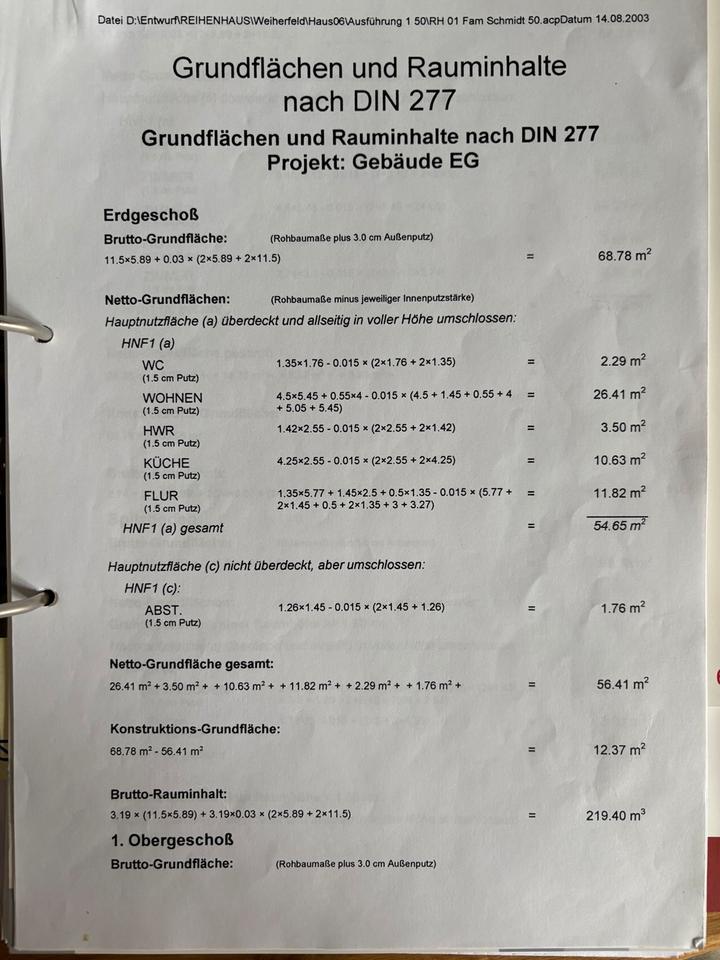 Datei D:\Entwurf\REIHENHAUS\Weiherfeld\Haus06\Ausführung 1 50\RH 01 Fam Schmidt 50.acpDatum 14.08.2003
Grundflächen und Rauminhalte
nach DIN 277
Grundflächen und Rauminhalte nach DIN 277
Projekt: Gebäude EG
Erdgeschoß
Brutto-Grundfläche: (Rohbaumaße plus 3.0 cm Außenputz)
11.5×5.89 + 0.03 × (2×5.89 + 2×11.5) = 68.78 m²
Netto-Grundflächen: (Rohbaumaße minus jeweiliger Innenputzstärke)
Hauptnutzfläche (a) überdeckt und allseitig in voller Höhe umschlossen:
HNF1 (a)
WC 1.35×1.76 - 0.015 × (2×1.76 + 2×1.35) = 2.29 m²
(1.5 cm Putz)
WOHNEN 4.5×5.45 + 0.55×4 - 0.015 × (4.5 + 1.45 + 0.55 + 4 = 26.41 m²
(1.5 cm Putz) + 5.05 + 5.45)
HWR 1.42×2.55 - 0.015 × (2×2.55 + 2×1.42) = 3.50 m²
(1.5 cm Putz)
KÜCHE 4.25×2.55 - 0.015 × (2×2.55 + 2×4.25) = 10.63 m²
(1.5 cm Putz)
FLUR 1.35×5.77 + 1.45×2.5 + 0.5×1.35 - 0.015 × (5.77 + = 11.82 m²
(1.5 cm Putz) 2×1.45 + 0.5 + 2×1.35 + 3 + 3.27)
HNF1 (a) gesamt = 54.65 m²
Hauptnutzfläche (c) nicht überdeckt, aber umschlossen:
HNF1 (c):
ABST. 1.26×1.45 - 0.015 × (2×1.45 + 1.26) = 1.76 m²
(1.5 cm Putz)
Netto-Grundfläche gesamt:
26.41 m² + 3.50 m² + + 10.63 m² + + 11.82 m² + + 2.29 m² + + 1.76 m² + = 56.41 m²
Konstruktions-Grundfläche:
68.78 m² - 56.41 m² = 12.37 m²
Brutto-Rauminhalt:
3.19 × (11.5×5.89) + 3.19×0.03 × (2×5.89 + 2×11.5) = 219.40 m³
1. Obergeschoß
Brutto-Grundfläche: (Rohbaumaße plus 3.0 cm Außenputz)